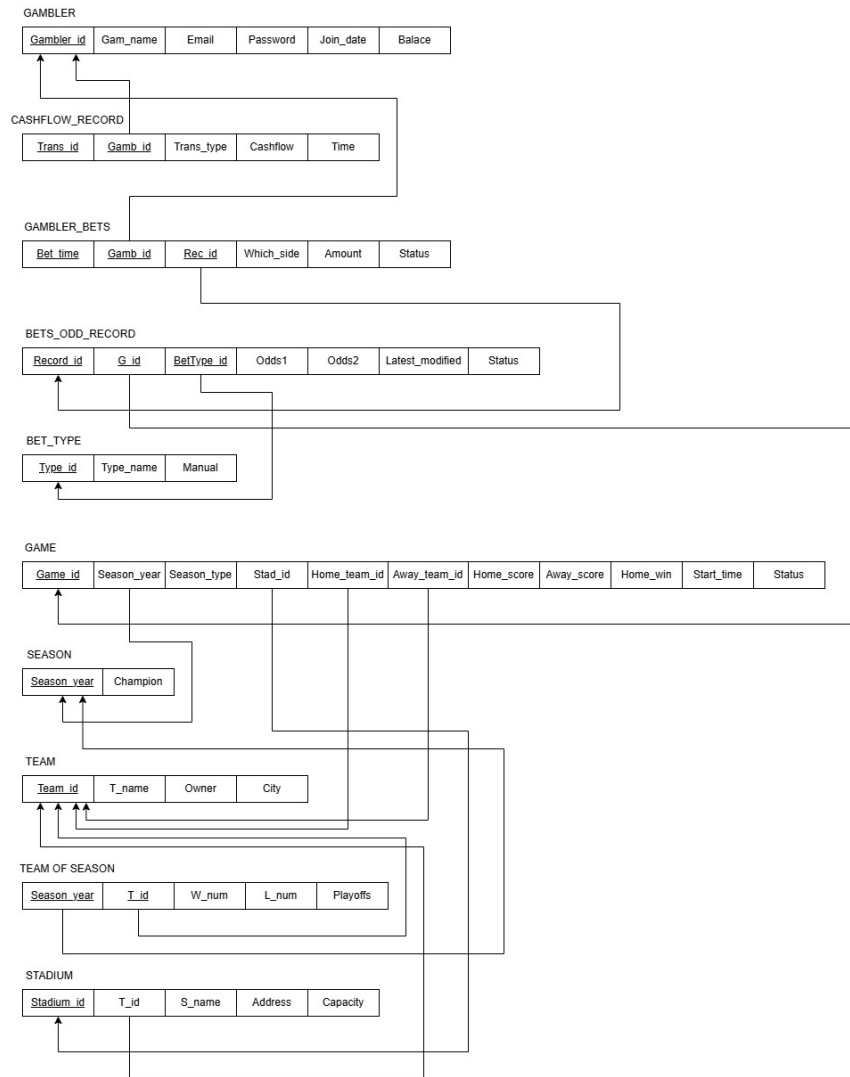 GAMBLER
Gambler_id Gam_name Email Password Join_date Balace
CASHFLOW_RECORD
Trans_id Gamb_id Trans_type Cashflow Time
GAMBLER_BETS
Bet_time Gamb_id Rec_id Which_side Amount Status
BETS_ODD_RECORD
Record_id G_id BetType_id Odds1 Odds2 Latest_modified Status
BET_TYPE
Type_id Type_name Manual
GAME
Game_id Season_year Season_type Stad_id Home_team_id Away_team_id Home_score Away_score Home_win Start_time Status
SEASON
Season_year Champion
TEAM
Team_id T_name Owner City
TEAM OF SEASON
Season_year T_id W_num L_num Playoffs
STADIUM
Stadium_id T_id S_name Address Capacity